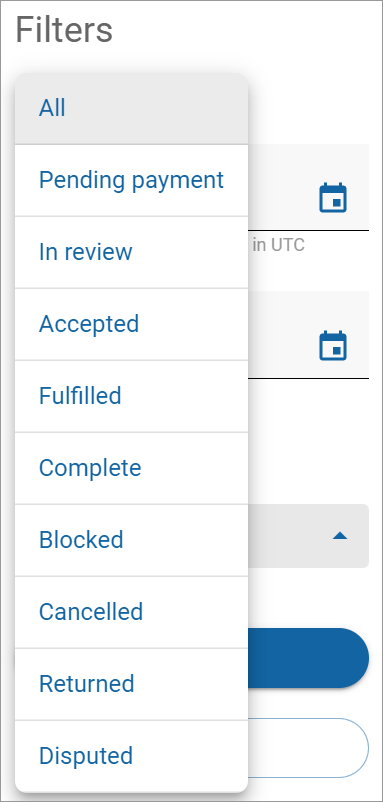 Filters
All
Pending payment
in UTC
In review
Accepted
Fulfilled
Complete
Blocked
Cancelled
Returned
Disputed